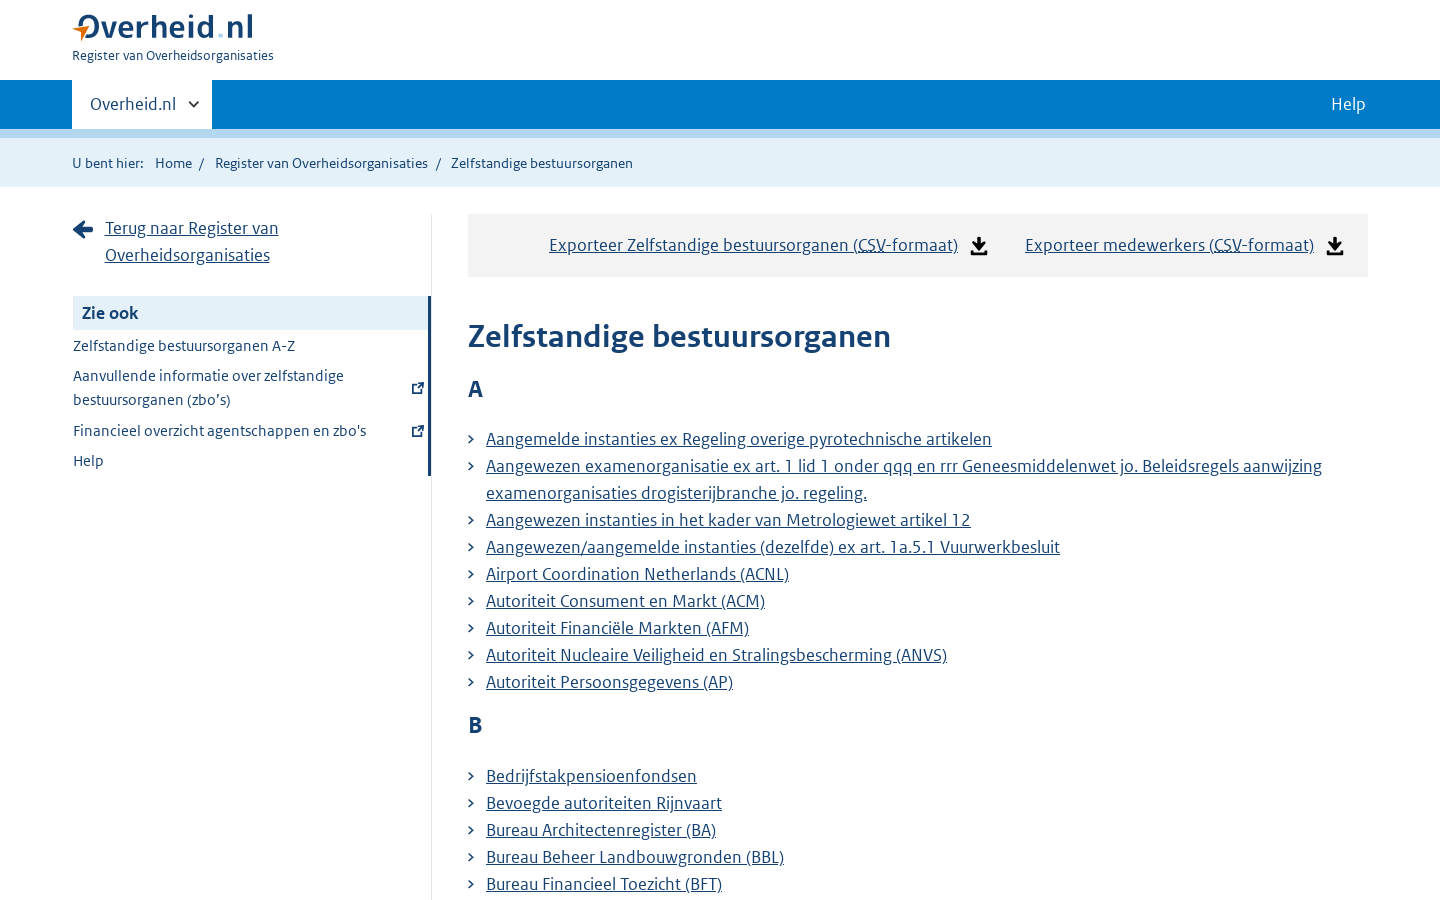 Overheid.nl
Register van Overheidsorganisaties
Overheid.nl
Help
U bent hier: Home / Register van Overheidsorganisaties / Zelfstandige bestuursorganen
Terug naar Register van
Overheidsorganisaties
Zie ook
Zelfstandige bestuursorganen A-Z
Aanvullende informatie over zelfstandige
bestuursorganen (zbo’s)
Financieel overzicht agentschappen en zbo's
Help
Exporteer Zelfstandige bestuursorganen (CSV-formaat)
Exporteer medewerkers (CSV-formaat)
Zelfstandige bestuursorganen
A
Aangemelde instanties ex Regeling overige pyrotechnische artikelen
Aangewezen examenorganisatie ex art. 1 lid 1 onder qqq en rrr Geneesmiddelenwet jo. Beleidsregels aanwijzing
examenorganisaties drogisterijbranche jo. regeling.
Aangewezen instanties in het kader van Metrologiewet artikel 12
Aangewezen/aangemelde instanties (dezelfde) ex art. 1a.5.1 Vuurwerkbesluit
Airport Coordination Netherlands (ACNL)
Autoriteit Consument en Markt (ACM)
Autoriteit Financiële Markten (AFM)
Autoriteit Nucleaire Veiligheid en Stralingsbescherming (ANVS)
Autoriteit Persoonsgegevens (AP)
B
Bedrijfstakpensioenfondsen
Bevoegde autoriteiten Rijnvaart
Bureau Architectenregister (BA)
Bureau Beheer Landbouwgronden (BBL)
Bureau Financieel Toezicht (BFT)